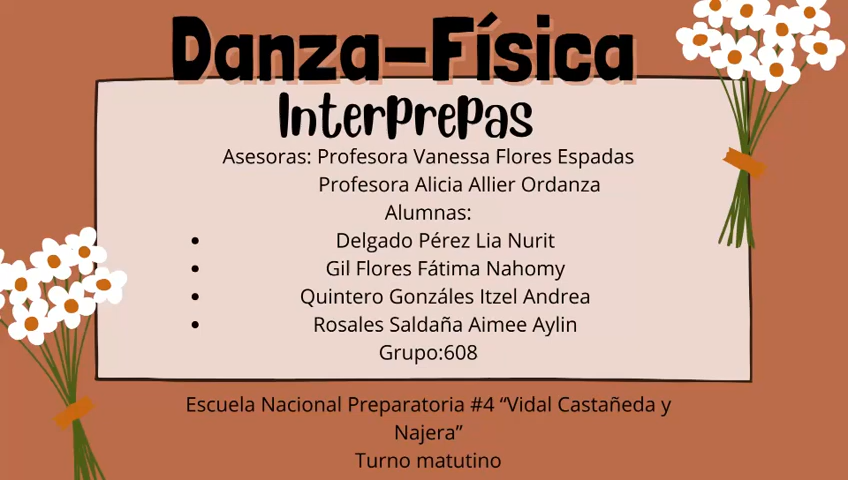 Danza-Física
Interprepas
Asesoras: Profesora Vanessa Flores Espadas
Profesora Alicia Allier Ordanza
Alumnas:
• Delgado Pérez Lia Nurit
• Gil Flores Fátima Nahomy
• Quintero Gonzáles Itzel Andrea
• Rosales Saldaña Aimee Aylin
Grupo:608
Escuela Nacional Preparatoria #4 “Vidal Castañeda y
Najera”
Turno matutino